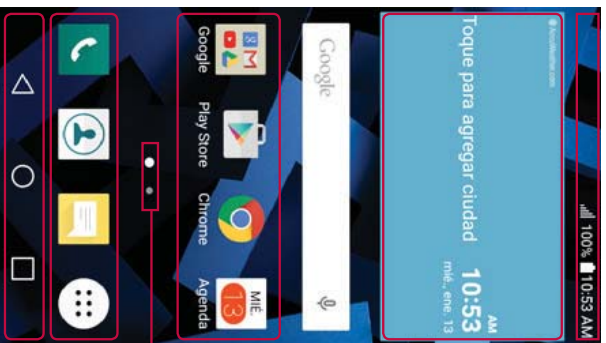 100% 10:53 AM
AccuWeather.com
Toque para agregar ciudad
10:53 AM
mié., ene. 13
Google
MIÉ.
13
Google Play Store Chrome Agenda